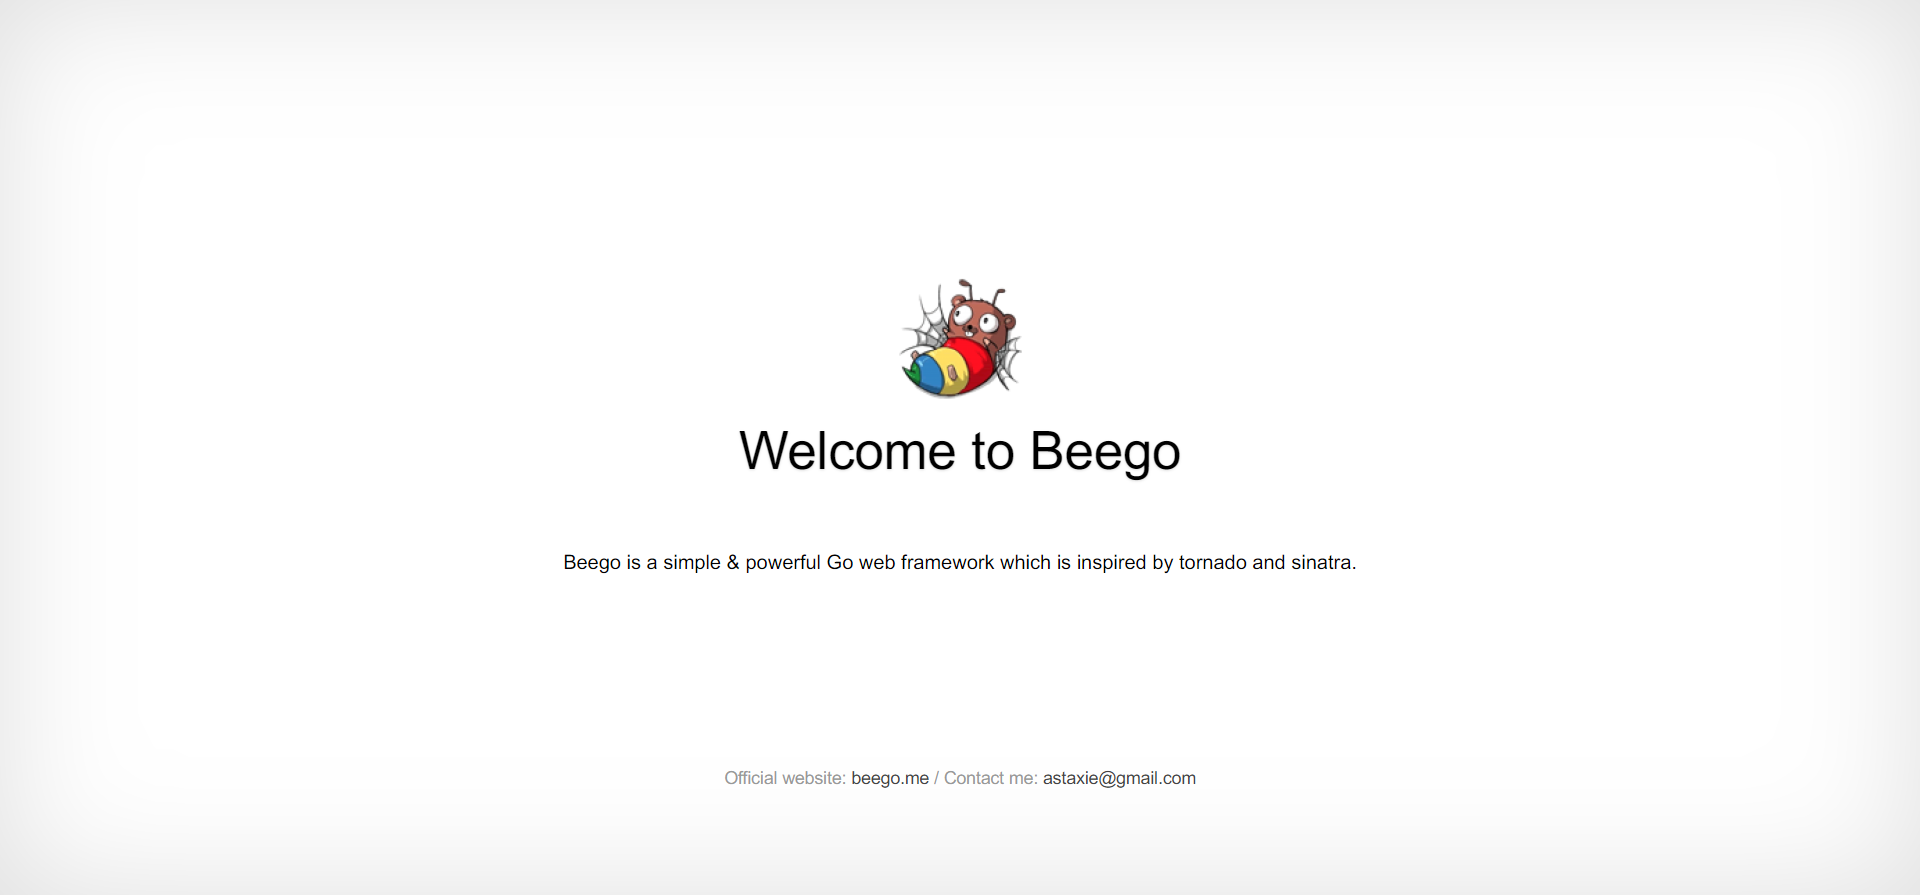 Welcome to Beego
Beego is a simple & powerful Go web framework which is inspired by tornado and sinatra.
Official website: beego.me / Contact me: astaxie@gmail.com